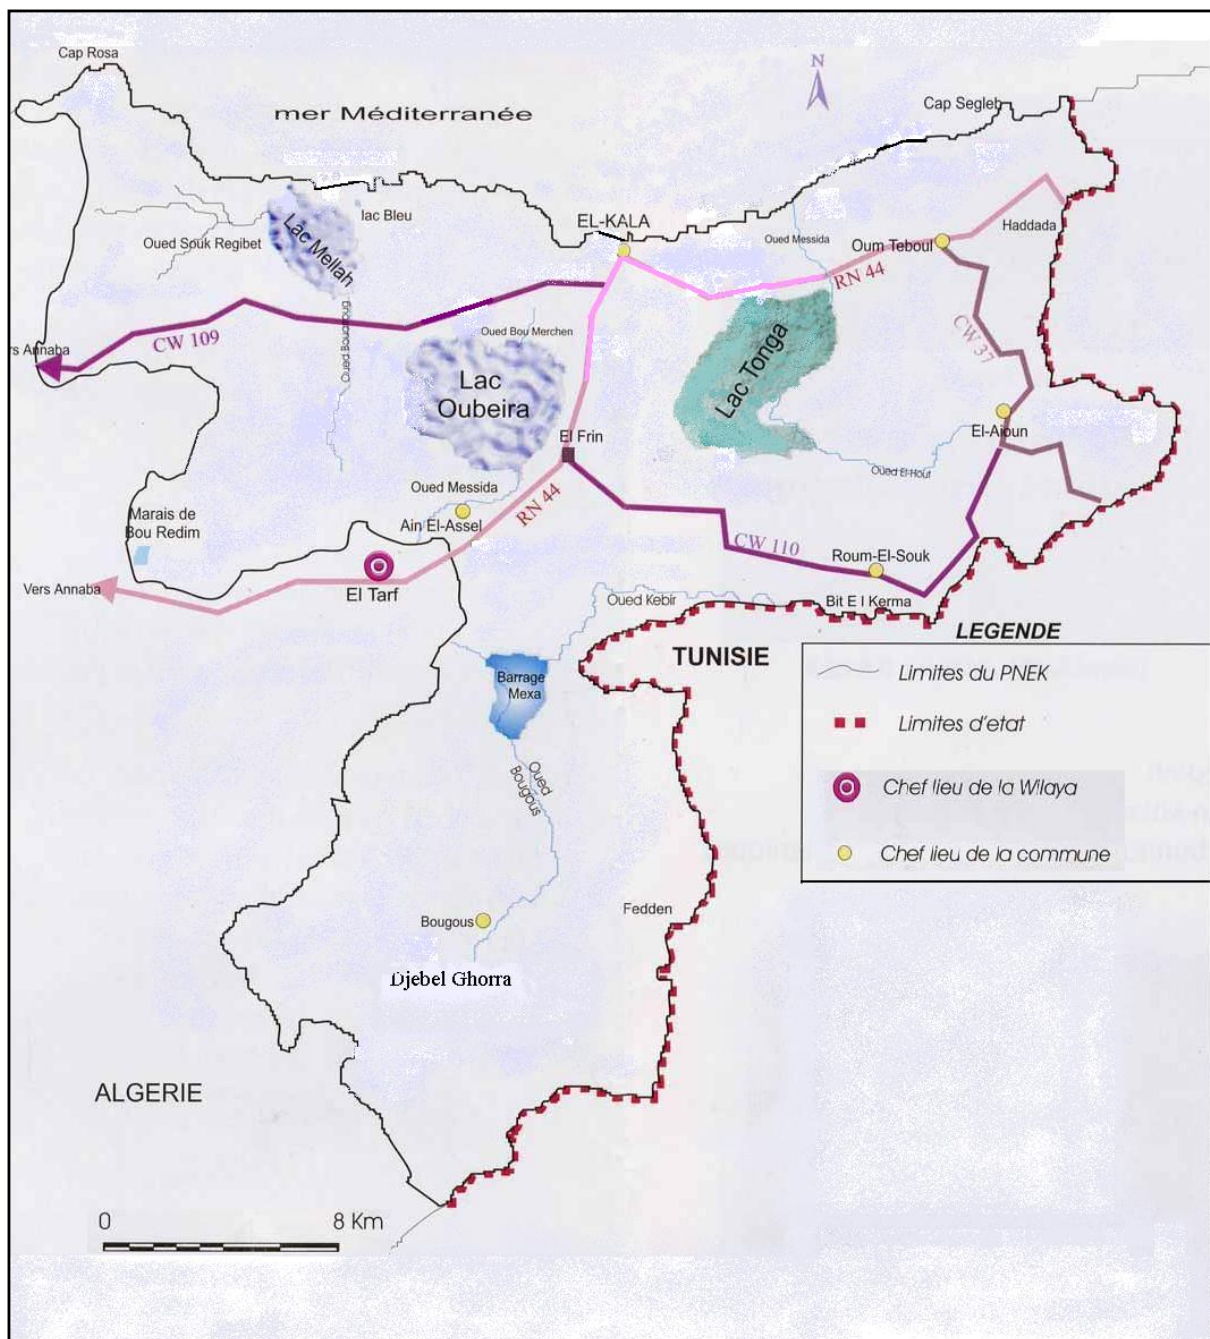 Cap Rosa
N
mer Méditerranée
Cap Segleb
lac Bleu
Lac Mellah
EL-KALA
Haddada
Oued Souk Regibet
Oued Messida
Oum Teboul
RN 44
Oued Bou Merchen
Oued Bouaroug
CW 109
ers Annaba
CW 37
Lac Tonga
Lac
Oubeira
El Frin
El-Aioun
Oued El-Hout
Oued Messida
RN 44
Marais de
Bou Redim
Ain El-Assel
CW 110
Roum-El-Souk
Vers Annaba
El Tarf
Oued Kebir
Bit E l Kerma
LEGENDE
TUNISIE
Barrage
Mexa
Limites du PNEK
Limites d'etat
Oued
Bougous
Chef lieu de la Wilaya
Chef lieu de la commune
Fedden
Bougous
Djebel Ghorra
ALGERIE
0 8 Km